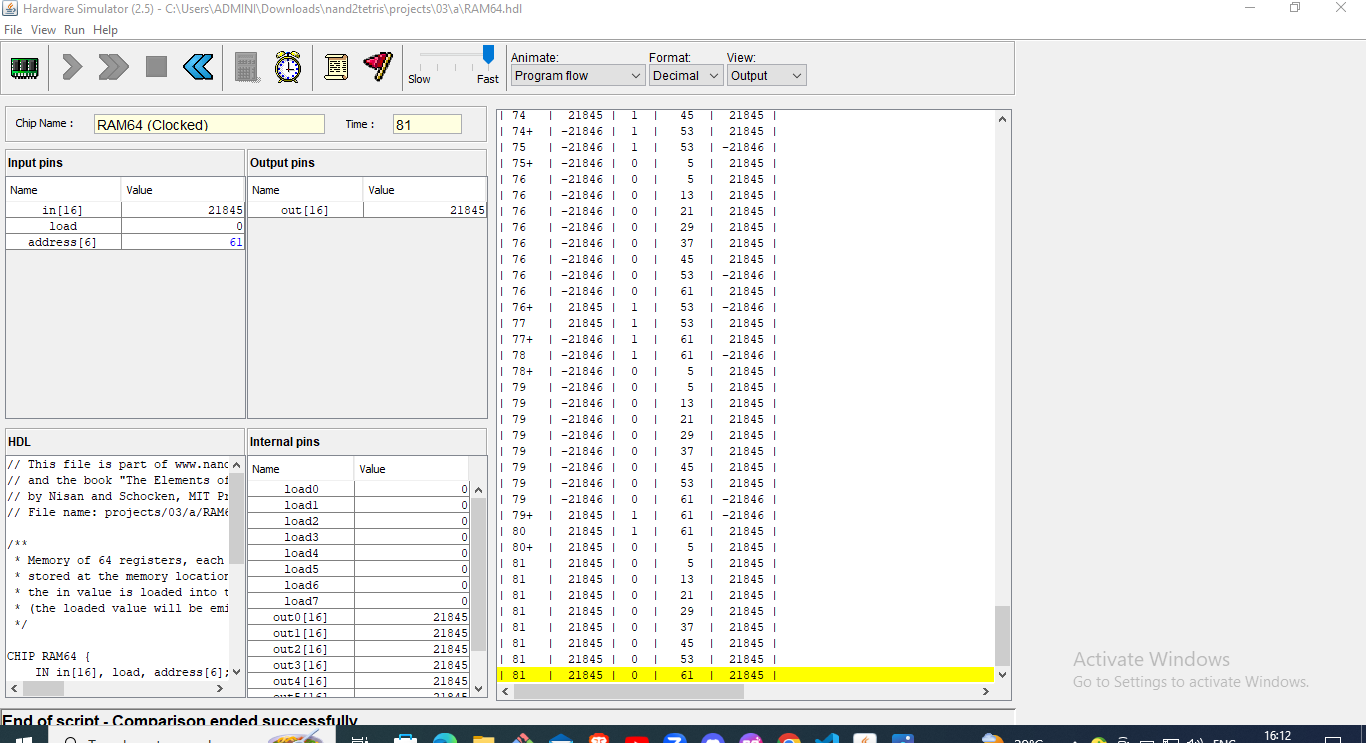 Hardware Simulator (2.5) - C:\Users\ADMINI\Downloads\nand2tetris\projects\03\a\RAM64.hdl
File View Run Help
Slow Fast
Animate: Format: View:
Program flow Decimal Output
Chip Name : RAM64 (Clocked) Time : 81
Input pins
Name Value
in[16] 21845
load 0
address[6] 61
Output pins
Name Value
out[16] 21845
HDL
// This file is part of www.nand
// and the book "The Elements of
// by Nisan and Schocken, MIT Pr
// File name: projects/03/a/RAM6
/**
* Memory of 64 registers, each
* stored at the memory location
* the in value is loaded into t
* (the loaded value will be emi
*/
CHIP RAM64 {
IN in[16], load, address[6];
Internal pins
Name Value
load0 0
load1 0
load2 0
load3 0
load4 0
load5 0
load6 0
load7 0
out0[16] 21845
out1[16] 21845
out2[16] 21845
out3[16] 21845
out4[16] 21845
out5[16] 21845
| 74 | 21845 | 1 | 45 | 21845 |
| 74+ | -21846 | 1 | 53 | 21845 |
| 75 | -21846 | 1 | 53 | -21846 |
| 75+ | -21846 | 0 | 5 | 21845 |
| 76 | -21846 | 0 | 5 | 21845 |
| 76 | -21846 | 0 | 13 | 21845 |
| 76 | -21846 | 0 | 21 | 21845 |
| 76 | -21846 | 0 | 29 | 21845 |
| 76 | -21846 | 0 | 37 | 21845 |
| 76 | -21846 | 0 | 45 | 21845 |
| 76 | -21846 | 0 | 53 | -21846 |
| 76 | -21846 | 0 | 61 | 21845 |
| 76+ | 21845 | 1 | 53 | -21846 |
| 77 | 21845 | 1 | 53 | 21845 |
| 77+ | -21846 | 1 | 61 | 21845 |
| 78 | -21846 | 1 | 61 | -21846 |
| 78+ | -21846 | 0 | 5 | 21845 |
| 79 | -21846 | 0 | 5 | 21845 |
| 79 | -21846 | 0 | 13 | 21845 |
| 79 | -21846 | 0 | 21 | 21845 |
| 79 | -21846 | 0 | 29 | 21845 |
| 79 | -21846 | 0 | 37 | 21845 |
| 79 | -21846 | 0 | 45 | 21845 |
| 79 | -21846 | 0 | 53 | 21845 |
| 79 | -21846 | 0 | 61 | -21846 |
| 79+ | 21845 | 1 | 61 | -21846 |
| 80 | 21845 | 1 | 61 | 21845 |
| 80+ | 21845 | 0 | 5 | 21845 |
| 81 | 21845 | 0 | 5 | 21845 |
| 81 | 21845 | 0 | 13 | 21845 |
| 81 | 21845 | 0 | 21 | 21845 |
| 81 | 21845 | 0 | 29 | 21845 |
| 81 | 21845 | 0 | 37 | 21845 |
| 81 | 21845 | 0 | 45 | 21845 |
| 81 | 21845 | 0 | 53 | 21845 |
| 81 | 21845 | 0 | 61 | 21845 |
Activate Windows
Go to Settings to activate Windows.
End of script - Comparison ended successfully
16:12